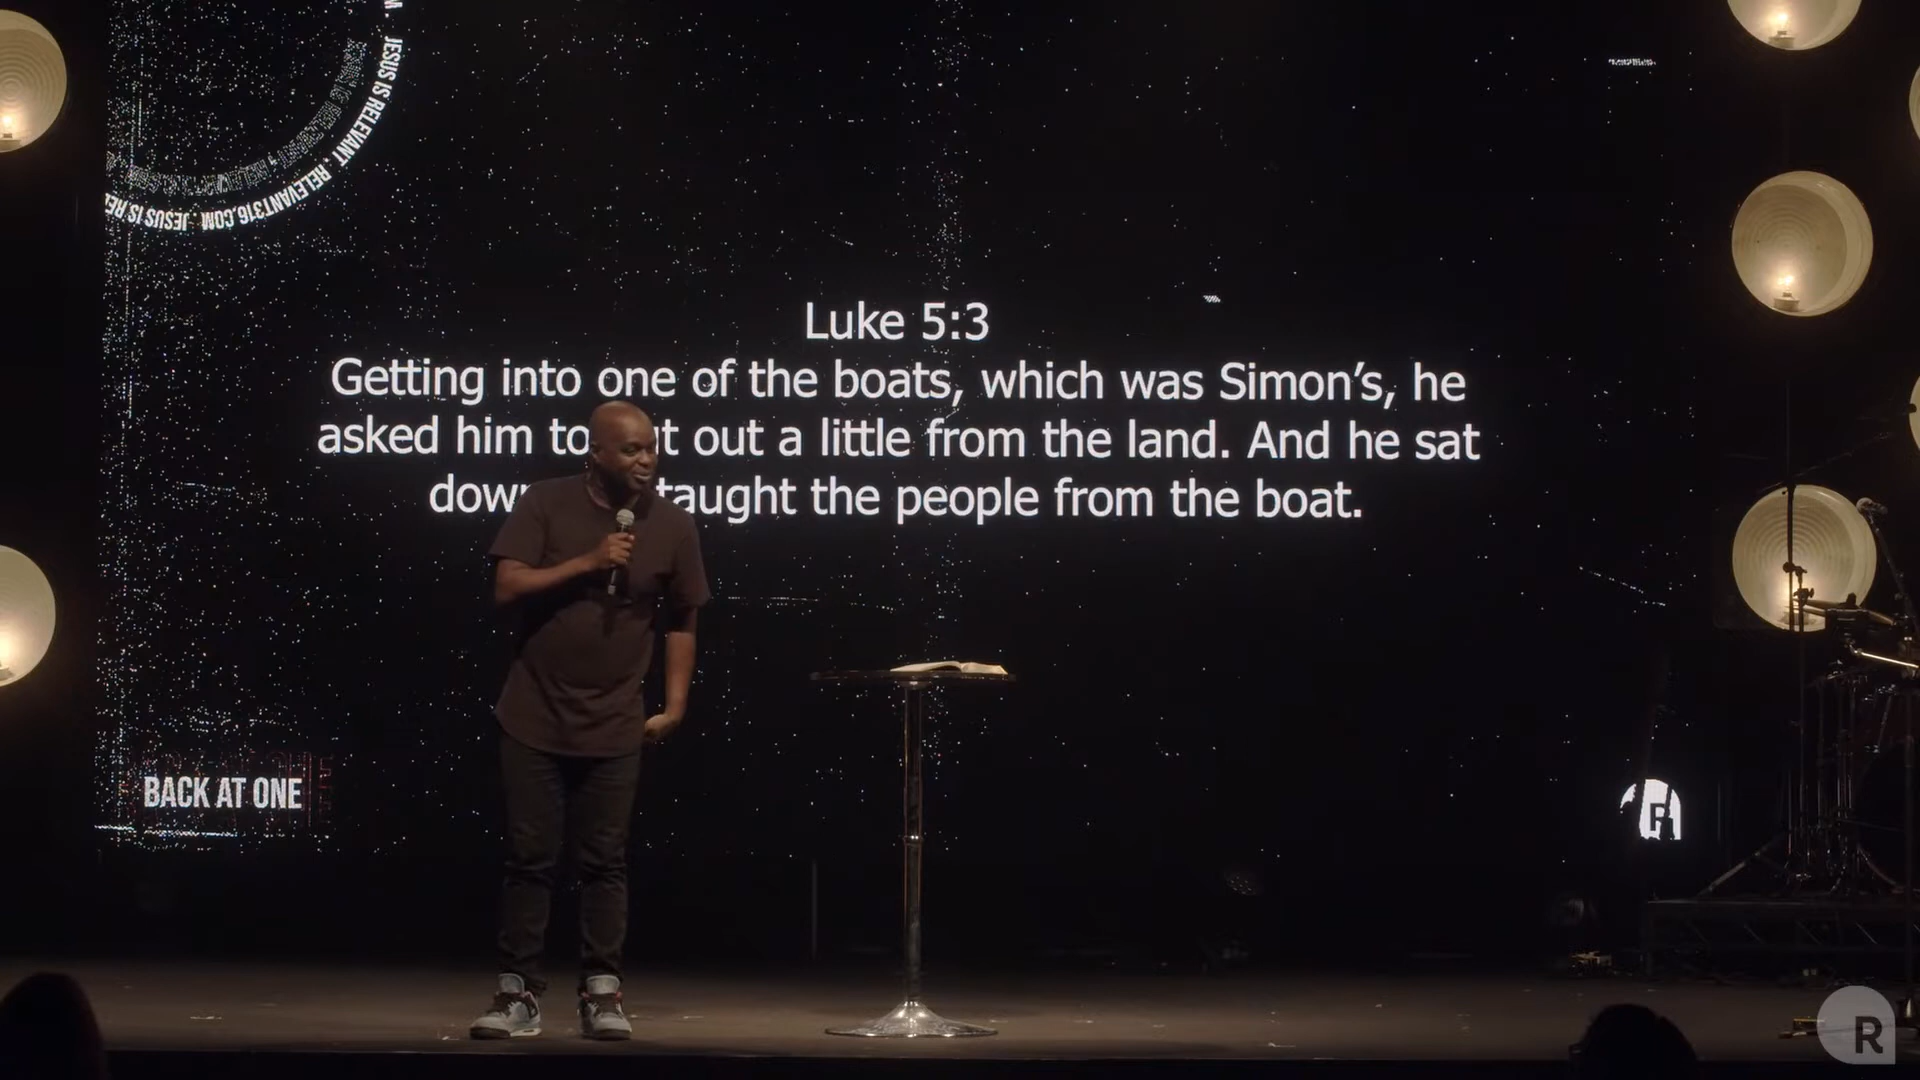 M . JESUS IS RELEVANT . RELEVANT316.COM . JESUS IS REL
Luke 5:3
Getting into one of the boats, which was Simon’s, he
asked him to out a little from the land. And he sat
down taught the people from the boat.
BACK AT ONE
R
R